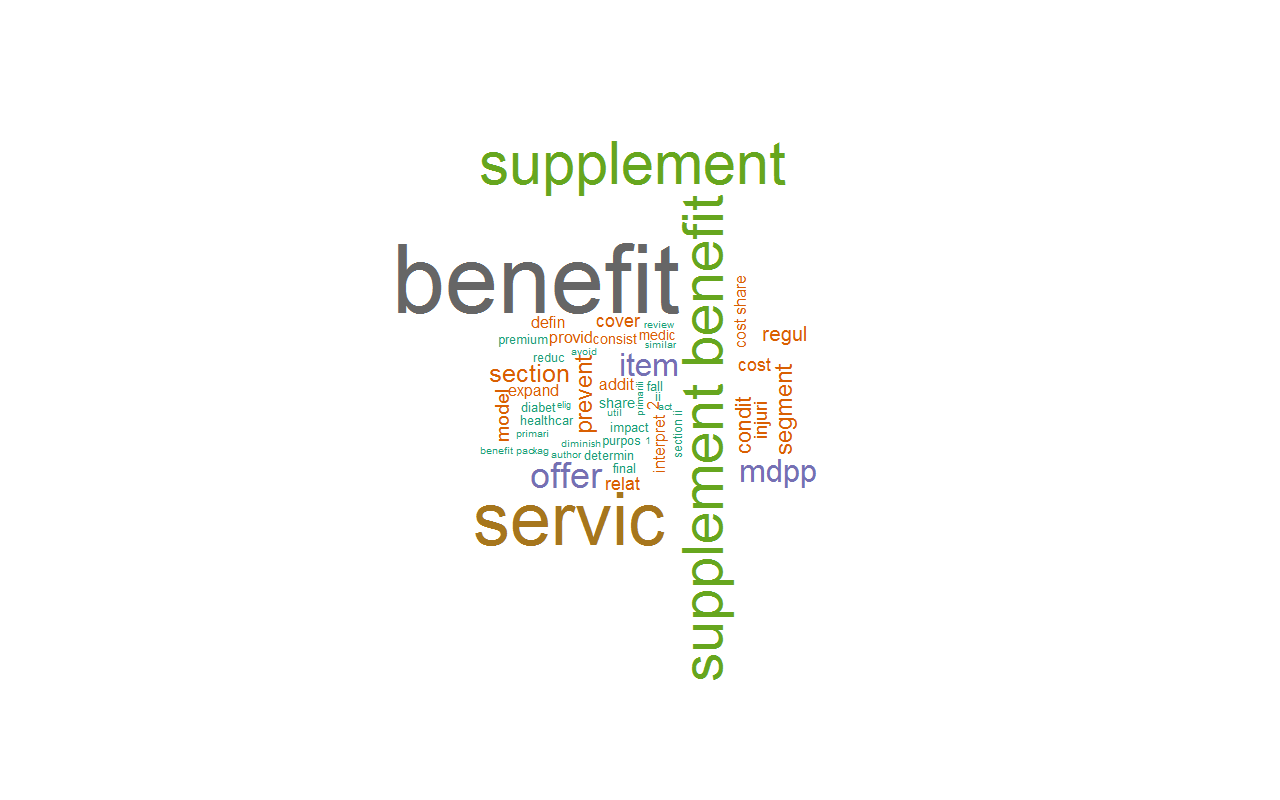 supplement
supplement benefit
benefit
cost share
defin
cover
review
premium
provid
consist
medic
similar
regul
reduc
avoid
item
cost
section
prevent
addit
primarili
fall
expand
model
diabet
elig
share
util
interpret 2
ii
act
condit
injuri
segment
healthcar
impact
section ii
primari
diminish
purpos
1
benefit packag
author
determin
offer
final
relat
mdpp
servic